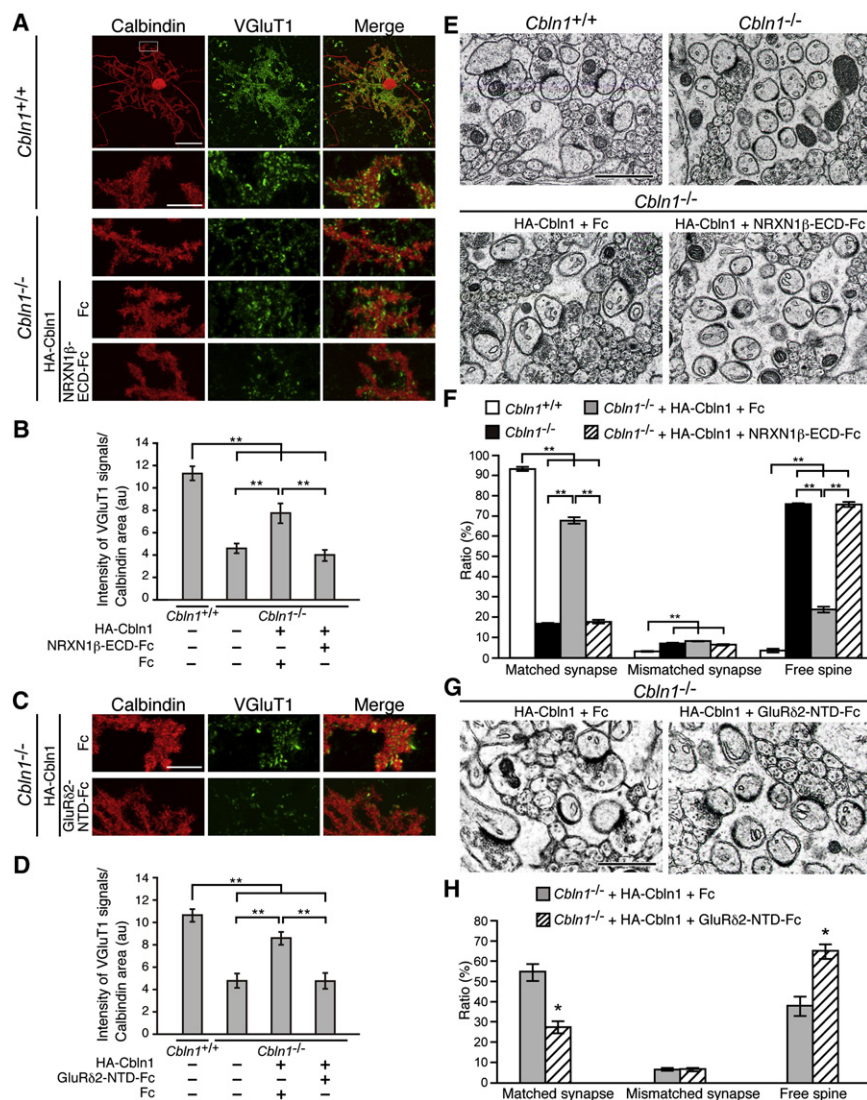 A
Calbindin VGluT1 Merge
Cbln1+/+
Cbln1-/-
HA-Cbln1
Fc
NRXN1β-
ECD-Fc
B
Intensity of VGluT1 signals/
Calbindin area (au)
14
12
10
8
6
4
2
0
** ** **
Cbln1+/+ Cbln1-/-
HA-Cbln1 – – + +
NRXN1β-ECD-Fc – – – +
Fc – – + –
C
Calbindin VGluT1 Merge
Cbln1-/-
HA-Cbln1
Fc
GluRδ2-
NTD-Fc
D
Intensity of VGluT1 signals/
Calbindin area (au)
14
12
10
8
6
4
2
0
** ** **
Cbln1+/+ Cbln1-/-
HA-Cbln1 – – + +
GluRδ2-NTD-Fc – – – +
Fc – – + –
E
Cbln1+/+ Cbln1-/-
Cbln1-/-
HA-Cbln1 + Fc HA-Cbln1 + NRXN1β-ECD-Fc
F
Cbln1+/+ Cbln1-/- + HA-Cbln1 + Fc
Cbln1-/- Cbln1-/- + HA-Cbln1 + NRXN1β-ECD-Fc
Ratio (%)
100
90
80
70
60
50
40
30
20
10
0
** ** ** ** ** ** **
Matched synapse Mismatched synapse Free spine
G
Cbln1-/-
HA-Cbln1 + Fc HA-Cbln1 + GluRδ2-NTD-Fc
H
Cbln1-/- + HA-Cbln1 + Fc
Cbln1-/- + HA-Cbln1 + GluRδ2-NTD-Fc
Ratio (%)
80
70
60
50
40
30
20
10
0
* *
Matched synapse Mismatched synapse Free spine